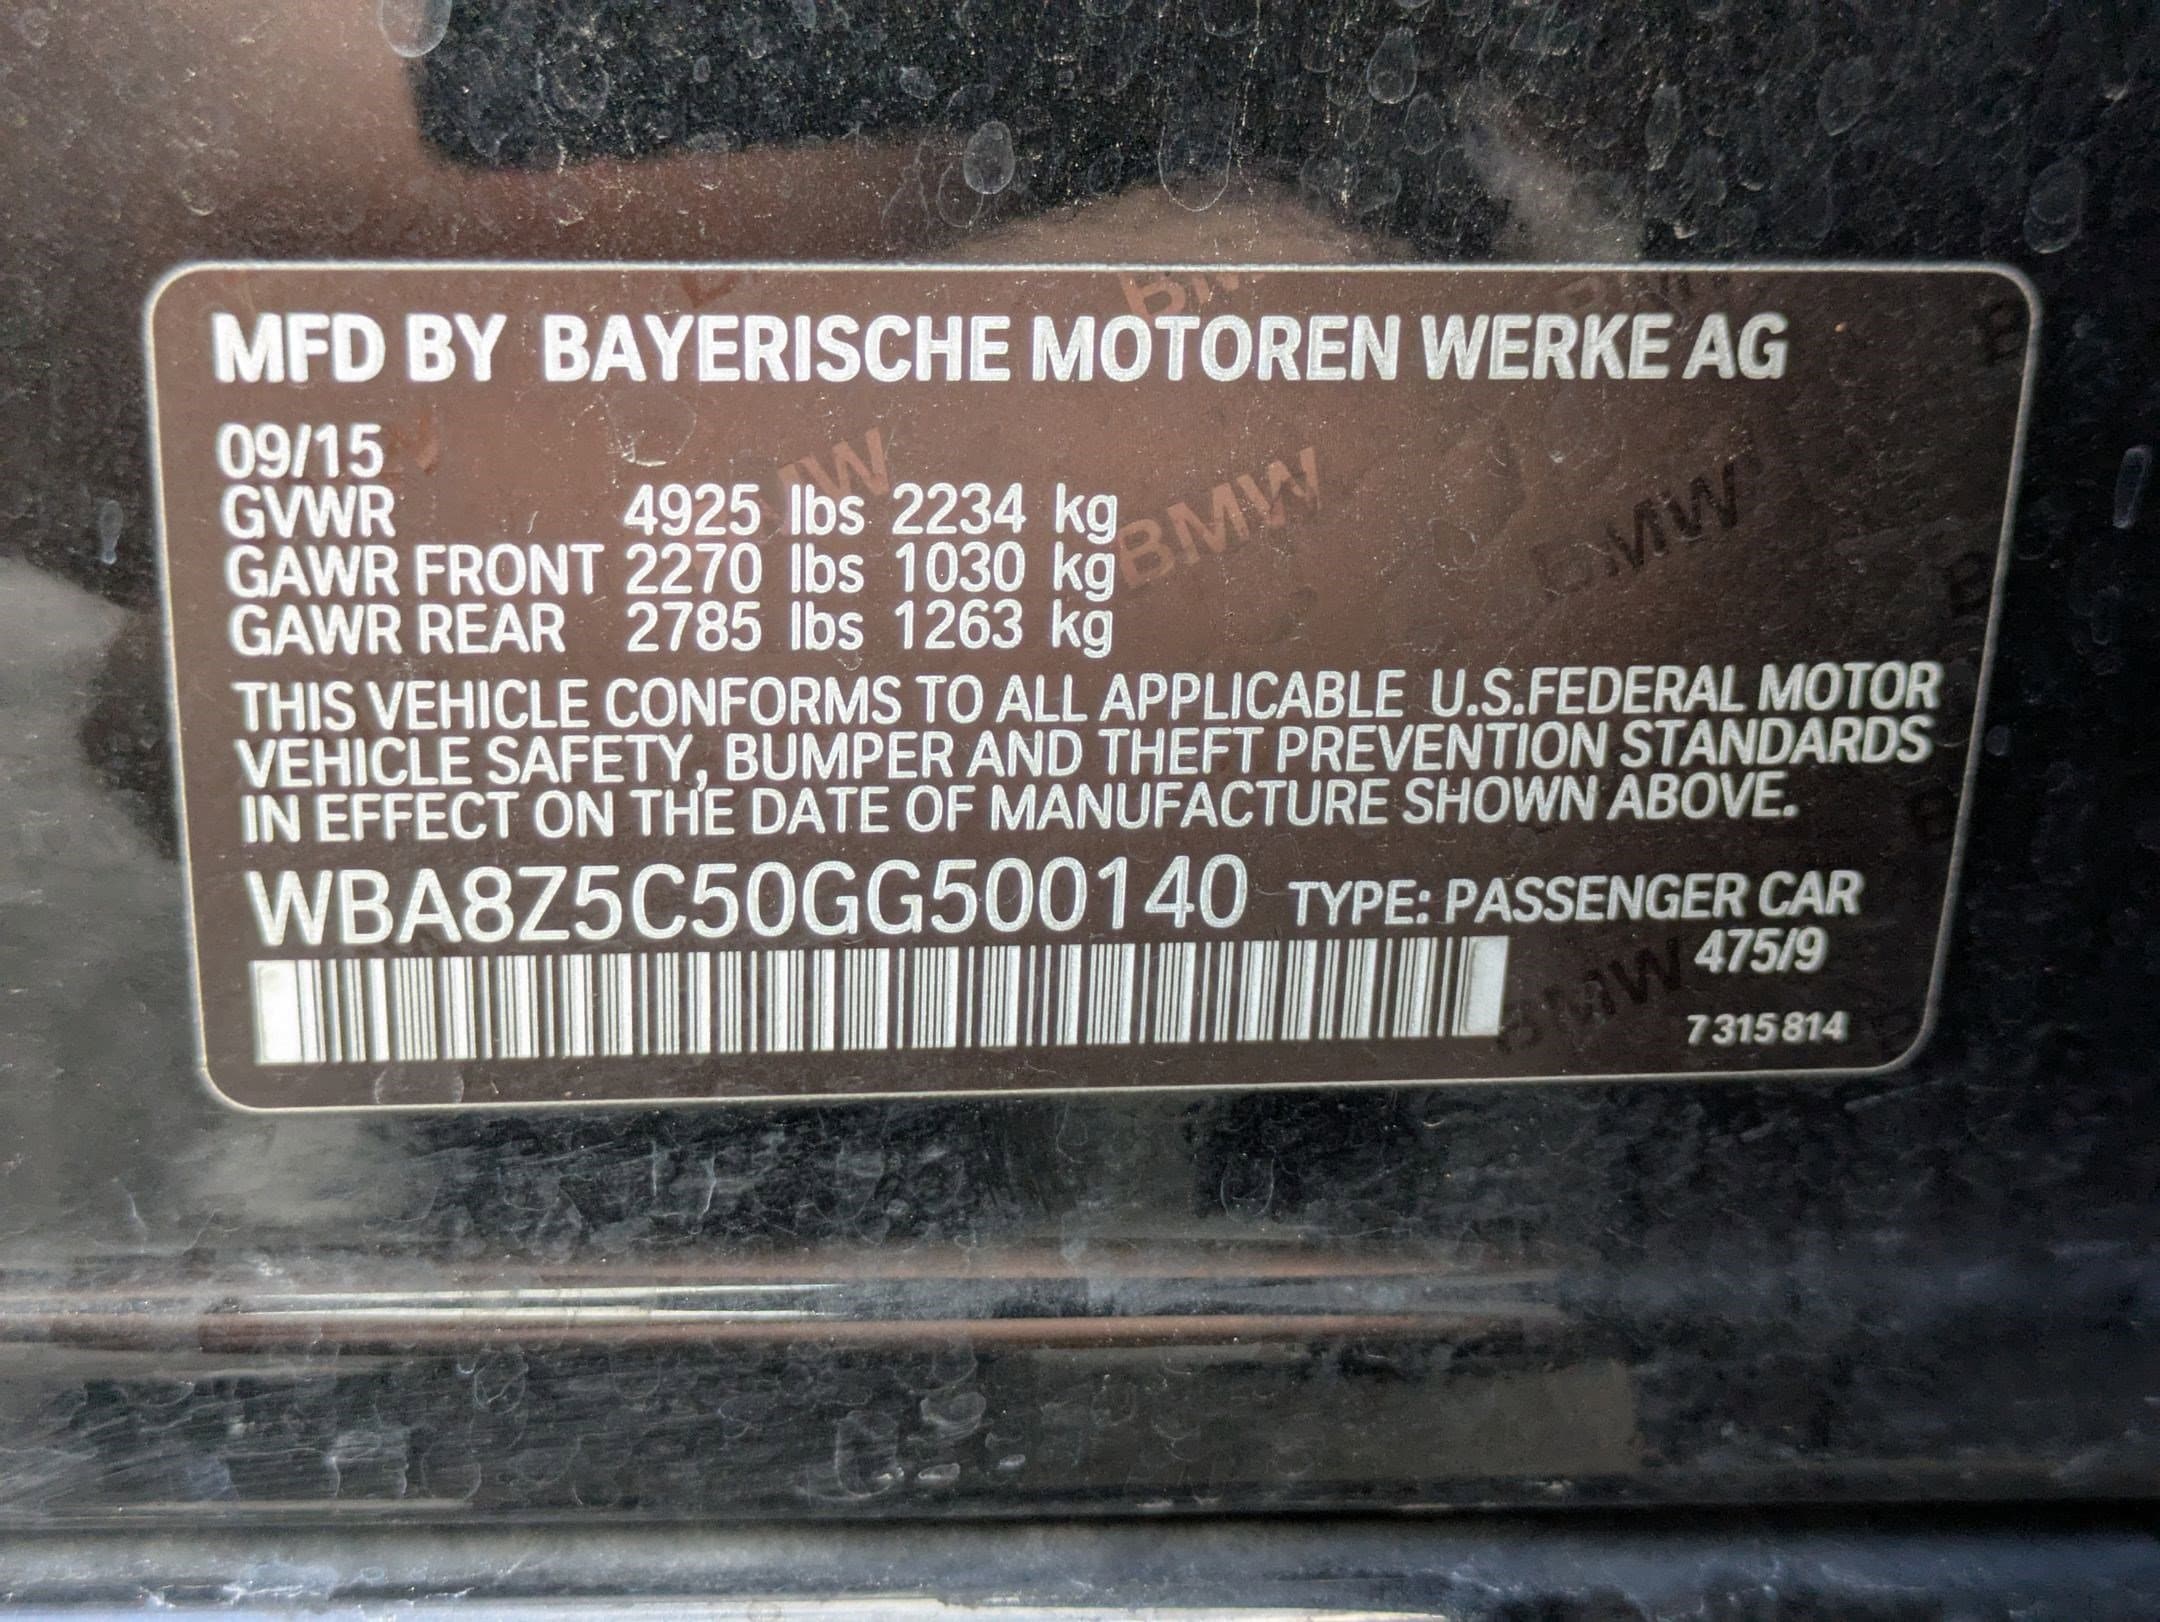 MFD BY BAYERISCHE MOTOREN WERKE AG
09/15
GVWR 4925 lbs 2234 kg
GAWR FRONT 2270 lbs 1030 kg
GAWR REAR 2785 lbs 1263 kg
THIS VEHICLE CONFORMS TO ALL APPLICABLE U.S.FEDERAL MOTOR
VEHICLE SAFETY, BUMPER AND THEFT PREVENTION STANDARDS
IN EFFECT ON THE DATE OF MANUFACTURE SHOWN ABOVE.
WBA8Z5C50GG500140 TYPE: PASSENGER CAR
475/9
7 315 814
BMW
BMW
BMW